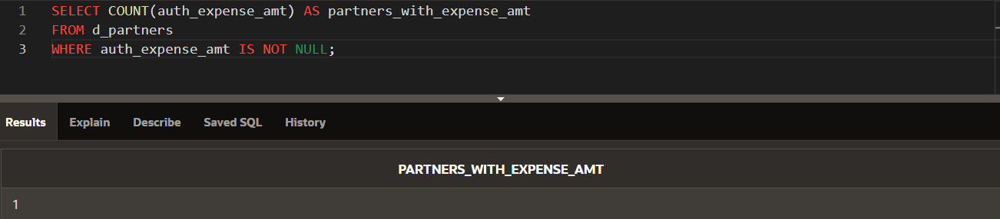 1 SELECT COUNT(auth_expense_amt) AS partners_with_expense_amt
2 FROM d_partners
3 WHERE auth_expense_amt IS NOT NULL;
Results Explain Describe Saved SQL History
PARTNERS_WITH_EXPENSE_AMT
1